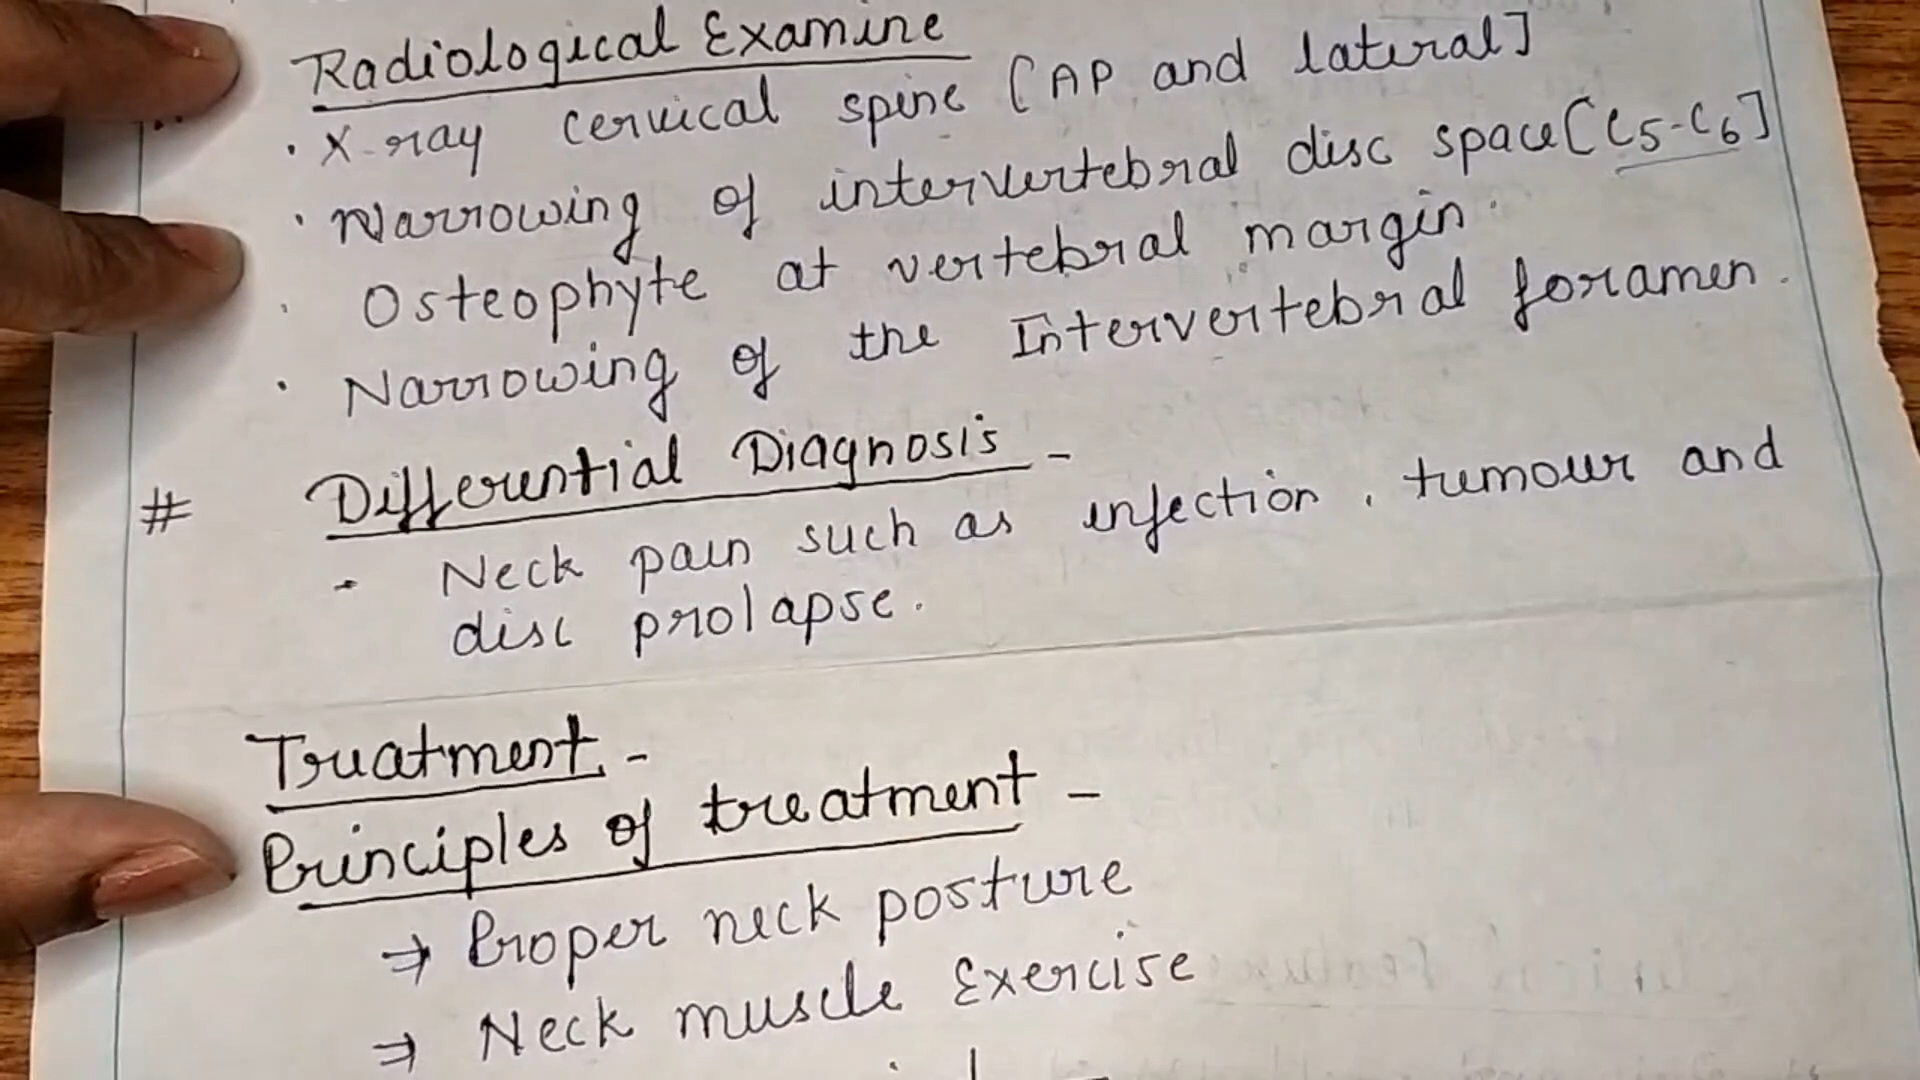 Radiological Examine
· X-ray cervical spine [AP and lateral]
· Narrowing of intervertebral disc space [C5-C6]
· Osteophyte at vertebral margin.
· Narrowing of the Intervertebral foramen.
# Differential Diagnosis -
- Neck pain such as infection, tumour and
disc prolapse.
Treatment -
Principles of treatment -
⇒ Proper neck posture
⇒ Neck muscle Exercise